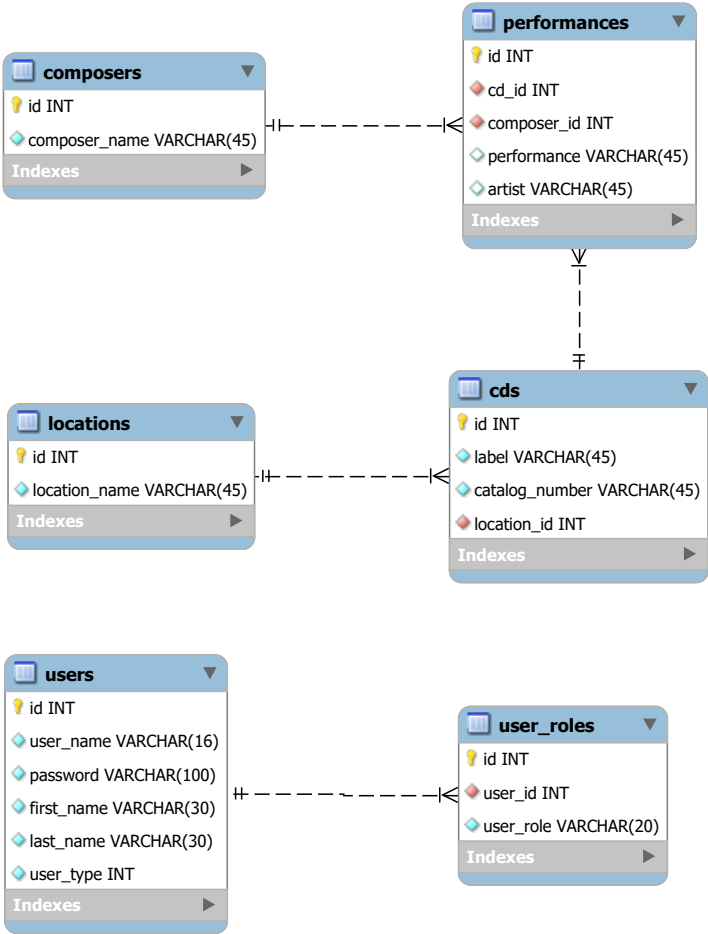 composers
id INT
composer_name VARCHAR(45)
Indexes
performances
id INT
cd_id INT
composer_id INT
performance VARCHAR(45)
artist VARCHAR(45)
Indexes
locations
id INT
location_name VARCHAR(45)
Indexes
cds
id INT
label VARCHAR(45)
catalog_number VARCHAR(45)
location_id INT
Indexes
users
id INT
user_name VARCHAR(16)
password VARCHAR(100)
first_name VARCHAR(30)
last_name VARCHAR(30)
user_type INT
Indexes
user_roles
id INT
user_id INT
user_role VARCHAR(20)
Indexes